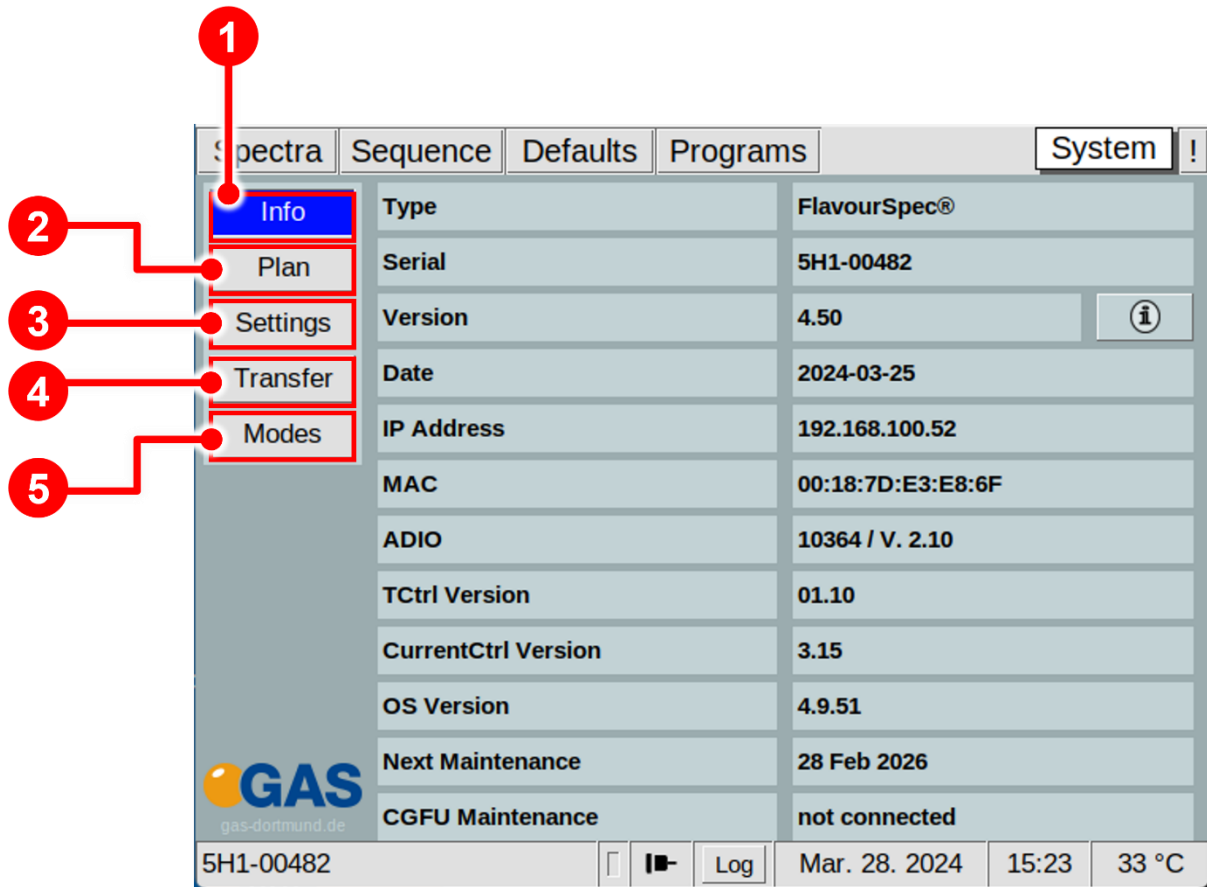 1
Spectra Sequence Defaults Programs System !
Info Type FlavourSpec®
2
Plan Serial 5H1-00482
3
Settings Version 4.50 i
4
Transfer Date 2024-03-25
Modes IP Address 192.168.100.52
5
MAC 00:18:7D:E3:E8:6F
ADIO 10364 / V. 2.10
TCtrl Version 01.10
CurrentCtrl Version 3.15
OS Version 4.9.51
Next Maintenance 28 Feb 2026
GAS
gas-dortmund.de
CGFU Maintenance not connected
5H1-00482 Log Mar. 28. 2024 15:23 33 °C